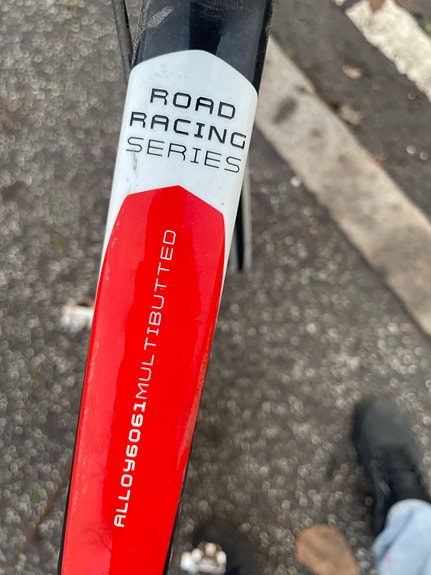 ROAD
RACING
SERIES
ALLOY6061MULTIBUTTED